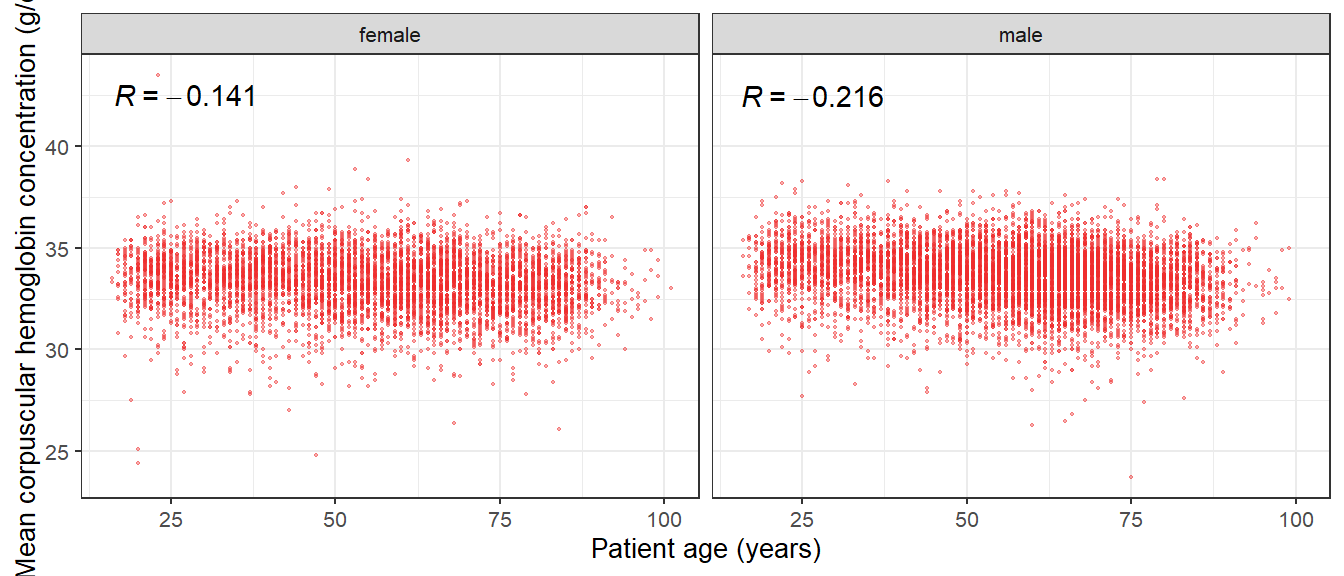 female
male
R = −0.141
R = −0.216
40
35
30
25
25 50 75 100
25 50 75 100
Patient age (years)
Mean corpuscular hemoglobin concentration